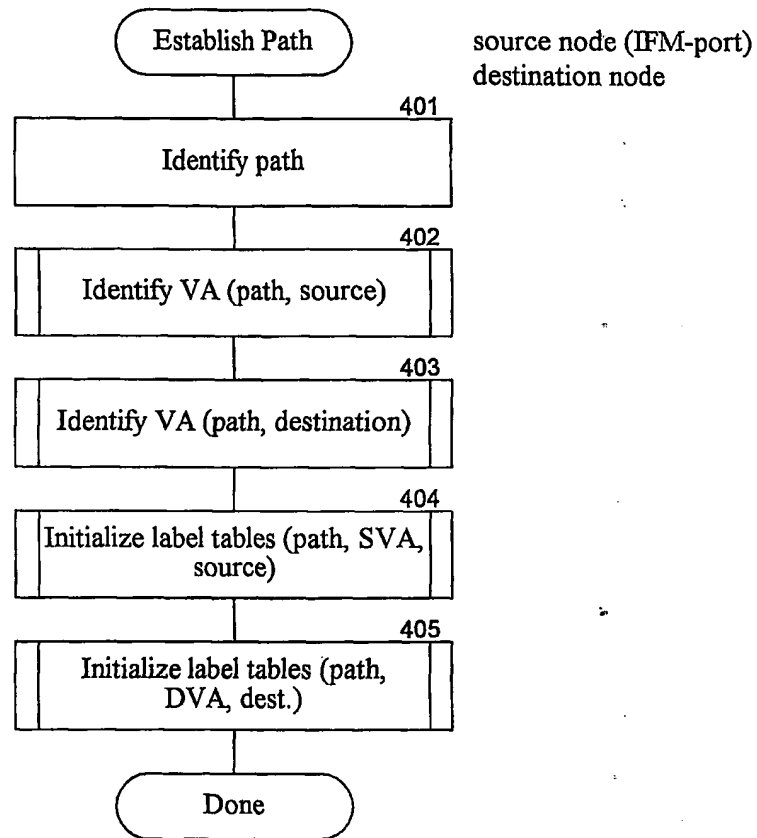 Establish Path
source node (IFM-port)
destination node
401
Identify path
402
Identify VA (path, source)
403
Identify VA (path, destination)
404
Initialize label tables (path, SVA,
source)
405
Initialize label tables (path,
DVA, dest.)
Done